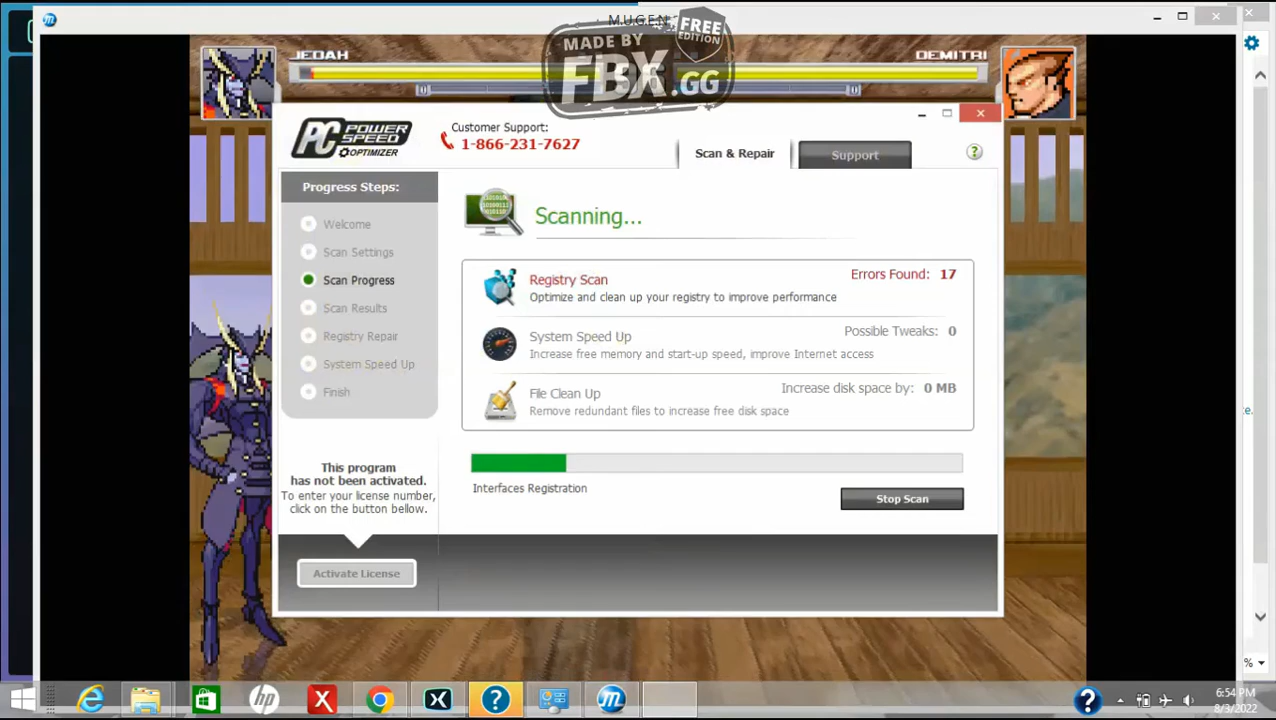 M.U.G.E.N
MADE BY
FREE
EDITION
FBX.GG
JEDAH
DEMITRI
PC POWER
SPEED
OPTIMIZER
Customer Support:
1-866-231-7627
Scan & Repair
Support
?
Progress Steps:
Welcome
Scan Settings
Scan Progress
Scan Results
Registry Repair
System Speed Up
Finish
Scanning...
Registry Scan
Errors Found: 17
Optimize and clean up your registry to improve performance
System Speed Up
Possible Tweaks: 0
Increase free memory and start-up speed, improve Internet access
File Clean Up
Increase disk space by: 0 MB
Remove redundant files to increase free disk space
Interfaces Registration
Stop Scan
This program
has not been activated.
To enter your license number,
click on the button below.
Activate License
e.
%
hp
6:54 PM
8/3/2022